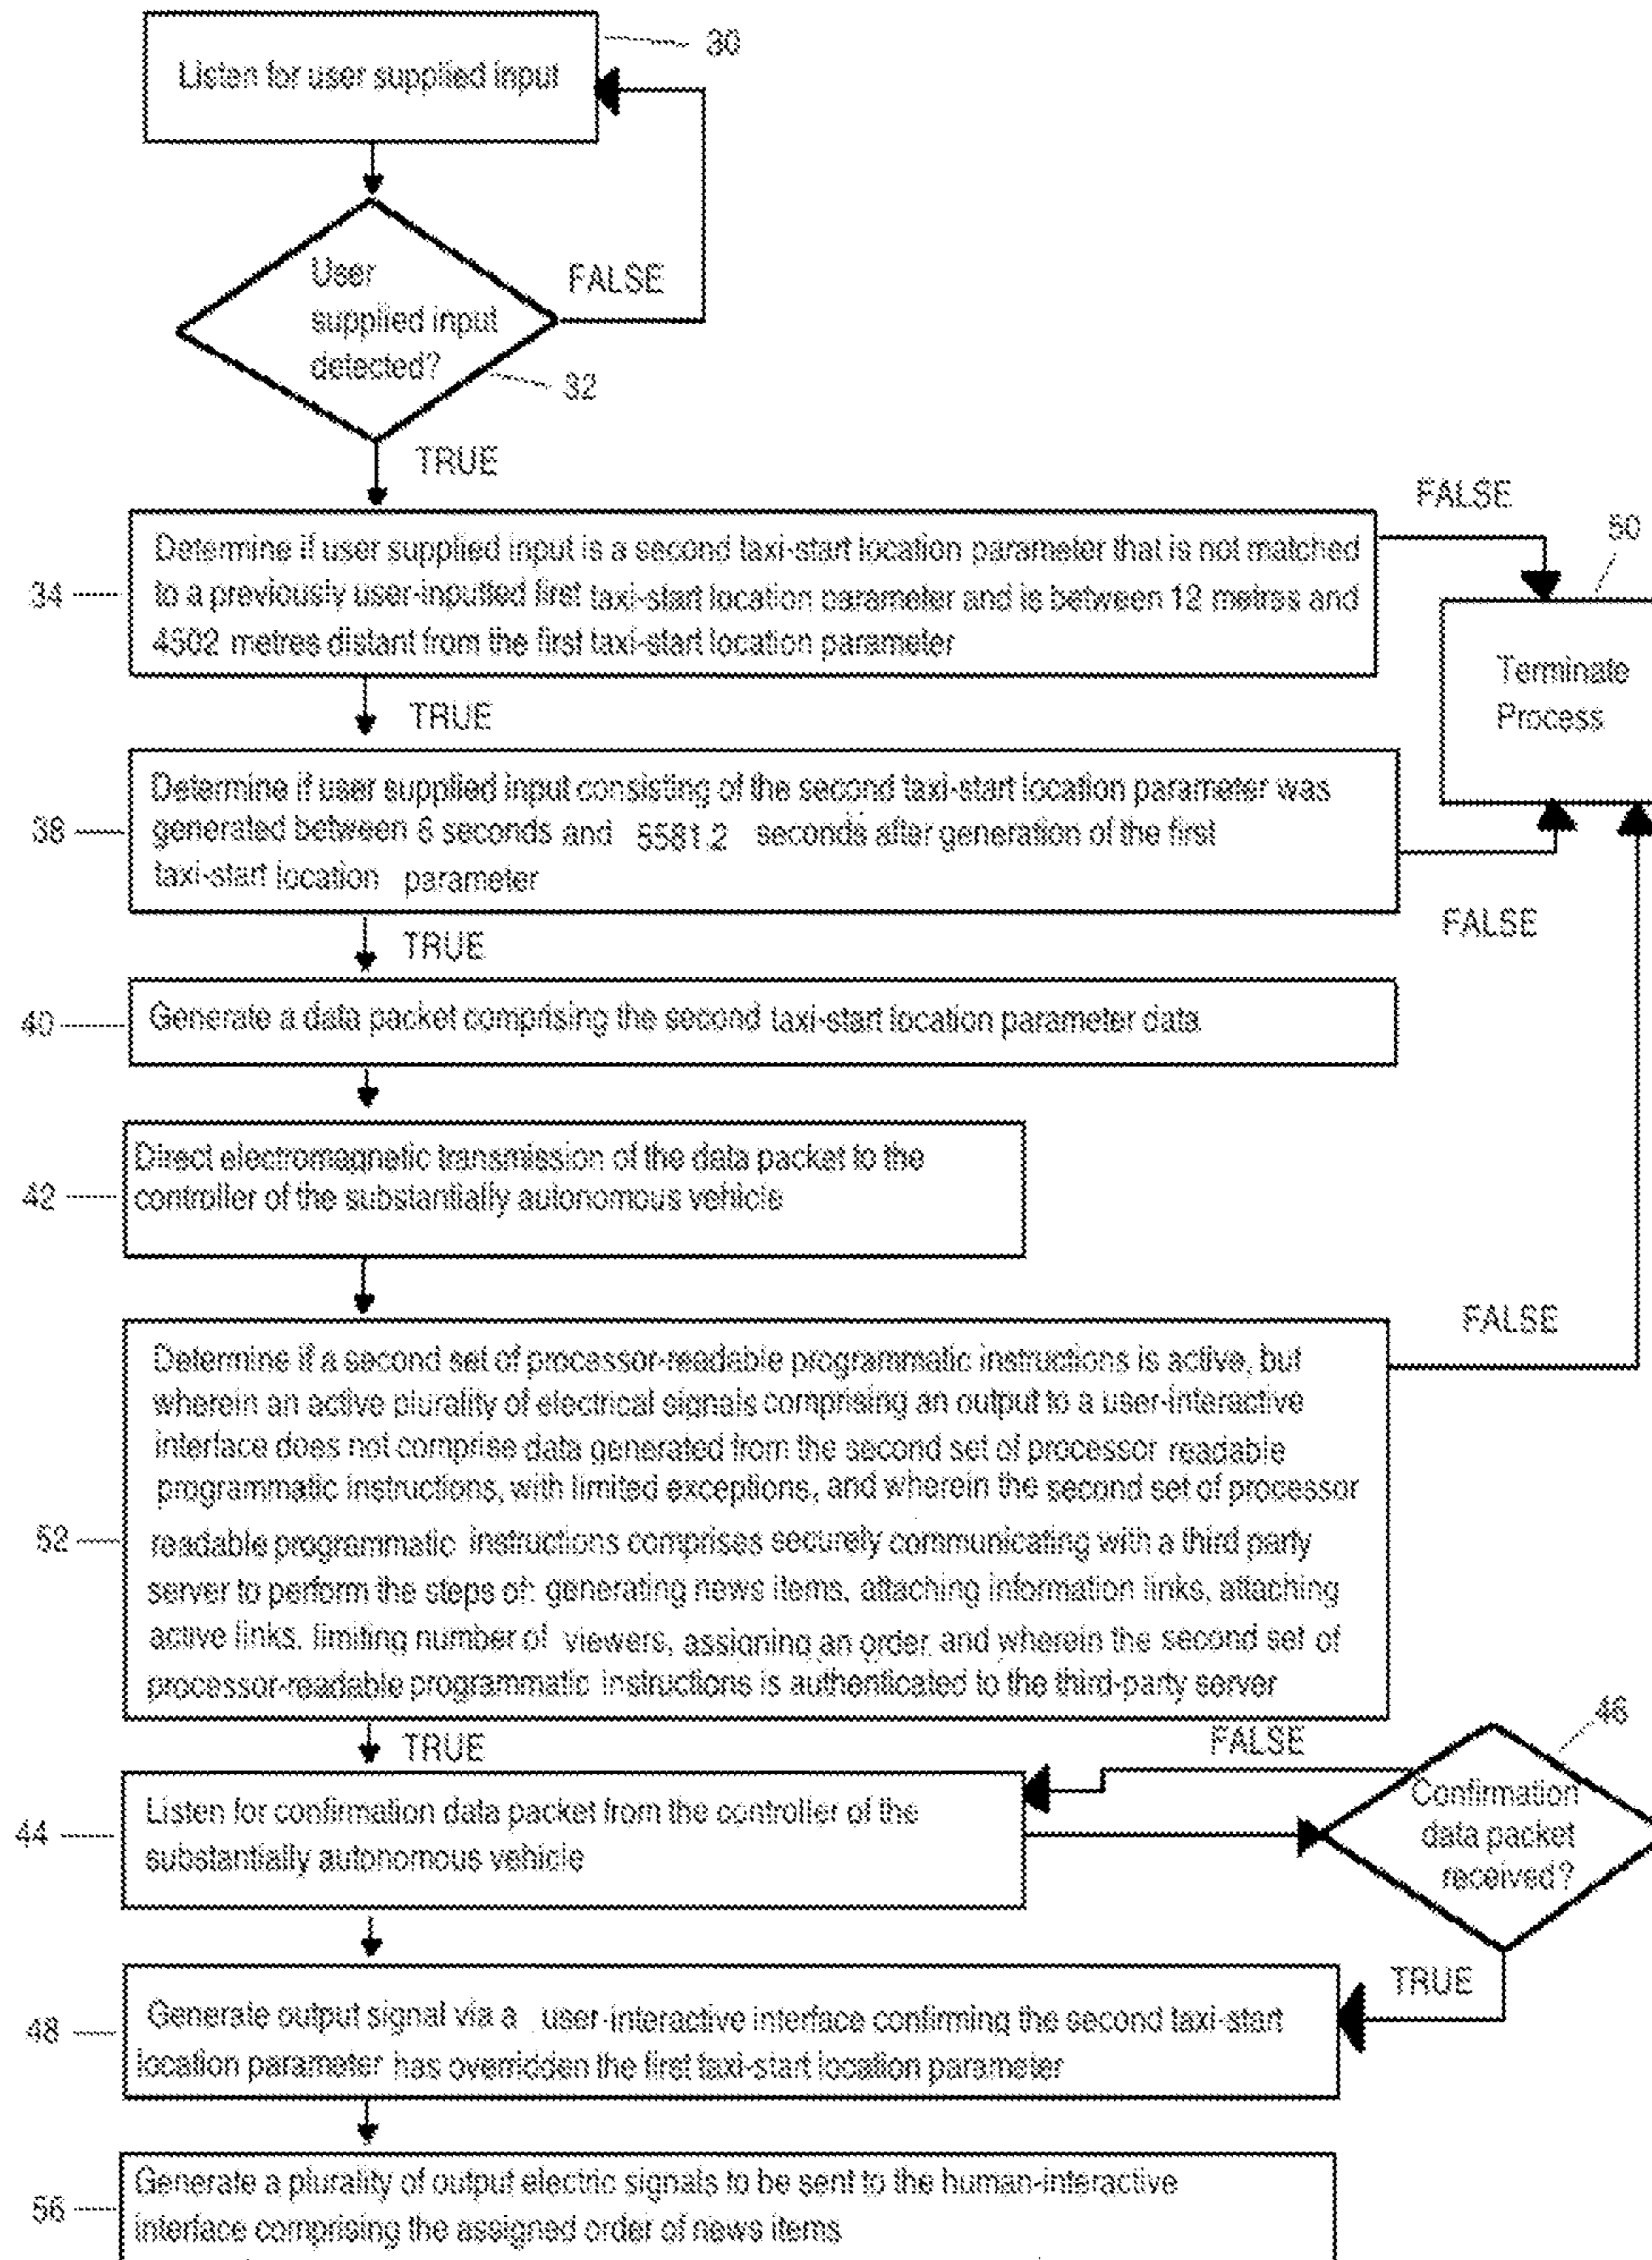 30
Listen for user supplied input
User
supplied input
detected?
FALSE
32
TRUE
FALSE
50
34
Determine if user supplied input is a second taxi-start location parameter that is not matched
to a previously user-inputted first taxi-start location parameter and is between 12 metres and
4502 metres distant from the first taxi-start location parameter
Terminate
Process
TRUE
38
Determine if user supplied input consisting of the second taxi-start location parameter was
generated between 6 seconds and 5581.2 seconds after generation of the first
taxi-start location parameter
FALSE
TRUE
40
Generate a data packet comprising the second taxi-start location parameter data
42
Direct electromagnetic transmission of the data packet to the
controller of the substantially autonomous vehicle
FALSE
52
Determine if a second set of processor-readable programmatic instructions is active, but
wherein an active plurality of electrical signals comprising an output to a user-interactive
interface does not comprise data generated from the second set of processor readable
programmatic instructions, with limited exceptions, and wherein the second set of processor
readable programmatic instructions comprises securely communicating with a third party
server to perform the steps of: generating news items, attaching information links, attaching
active links, limiting number of viewers, assigning an order, and wherein the second set of
processor-readable programmatic instructions is authenticated to the third-party server
TRUE
FALSE
46
44
Listen for confirmation data packet from the controller of the
substantially autonomous vehicle
Confirmation
data packet
received?
TRUE
48
Generate output signal via a user-interactive interface confirming the second taxi-start
location parameter has overridden the first taxi-start location parameter
56
Generate a plurality of output electric signals to be sent to the human-interactive
interface comprising the assigned order of news items